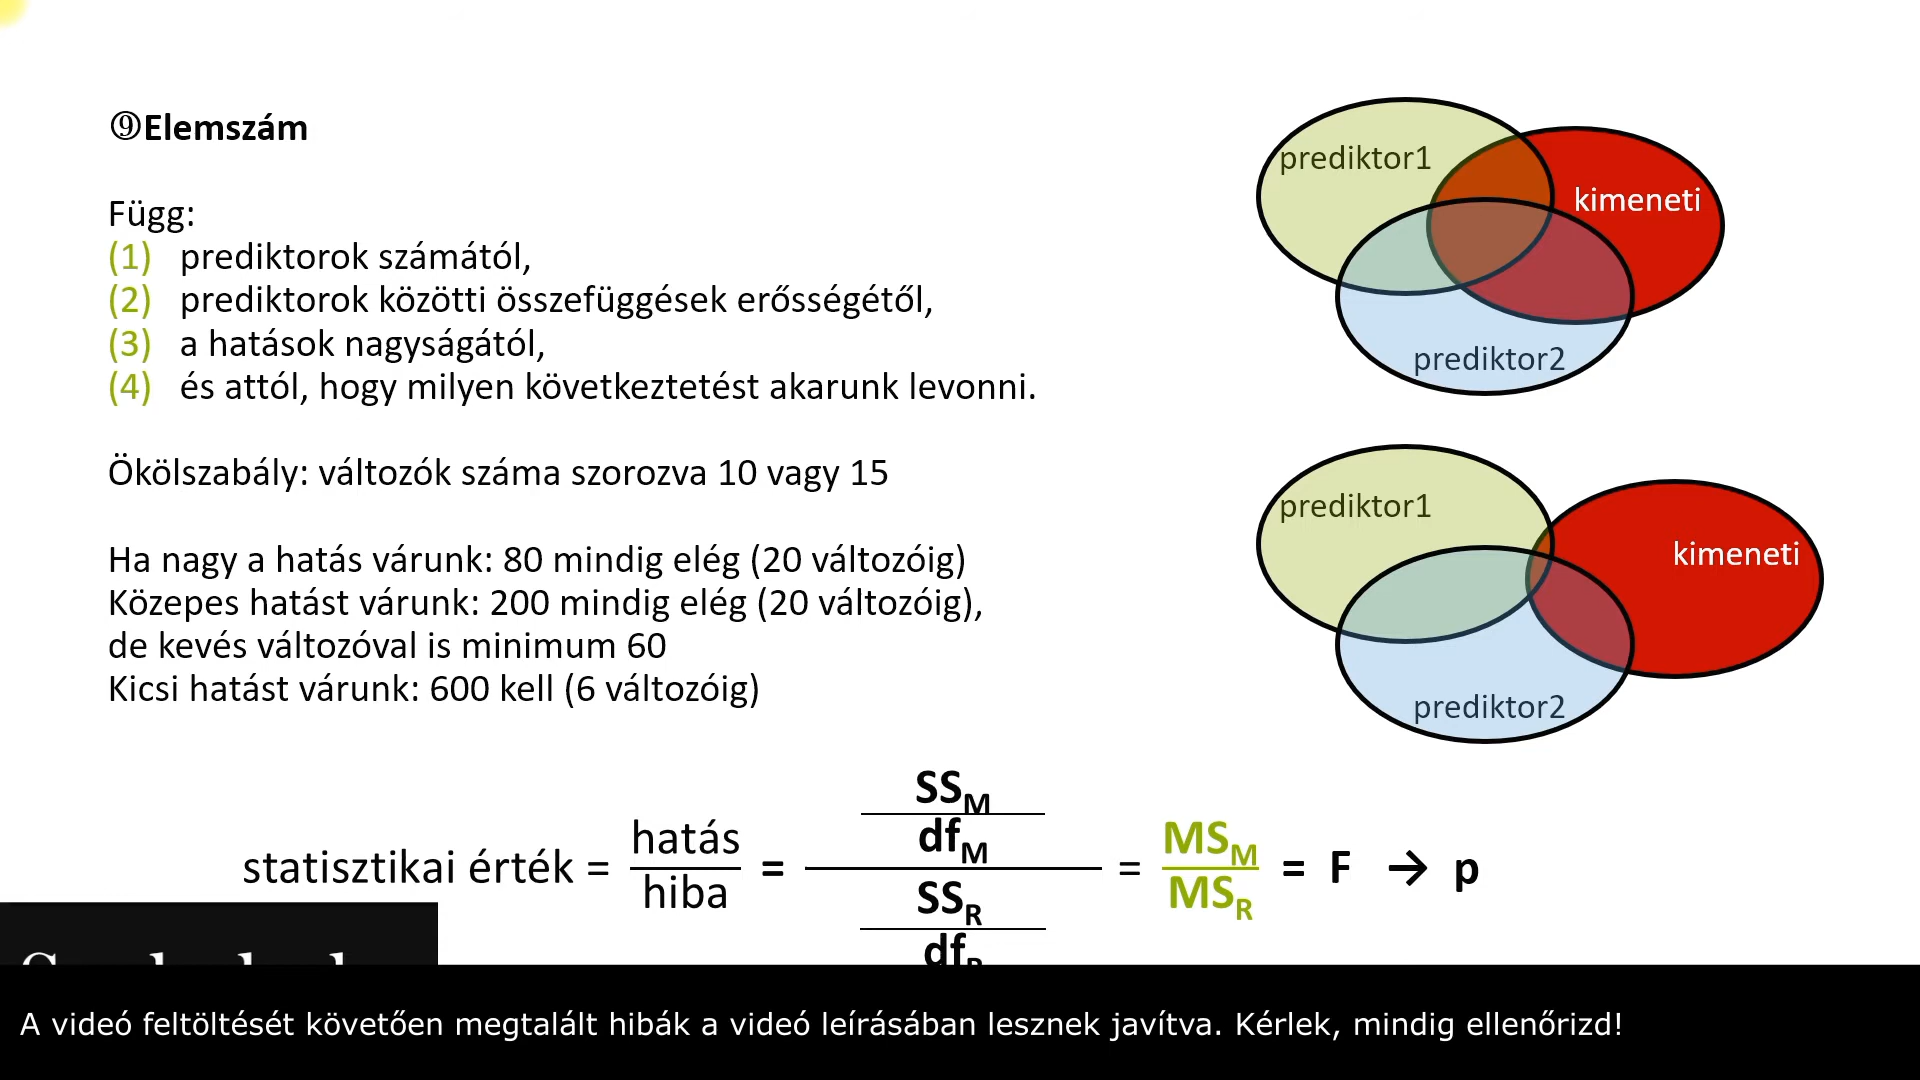 ⑨Elemszám
Függ:
(1) prediktorok számától,
(2) prediktorok közötti összefüggések erősségétől,
(3) a hatások nagyságától,
(4) és attól, hogy milyen következtetést akarunk levonni.
Ökölszabály: változók száma szorozva 10 vagy 15
Ha nagy a hatás várunk: 80 mindig elég (20 változóig)
Közepes hatást várunk: 200 mindig elég (20 változóig),
de kevés változóval is minimum 60
Kicsi hatást várunk: 600 kell (6 változóig)
prediktor1
kimeneti
prediktor2
prediktor1
kimeneti
prediktor2
statisztikai érték = hatás
hiba
=
SSM
dfM
SSR
dfR
=
MSM
MSR
= F → p
A videó feltöltését követően megtalált hibák a videó leírásában lesznek javítva. Kérlek, mindig ellenőrizd!